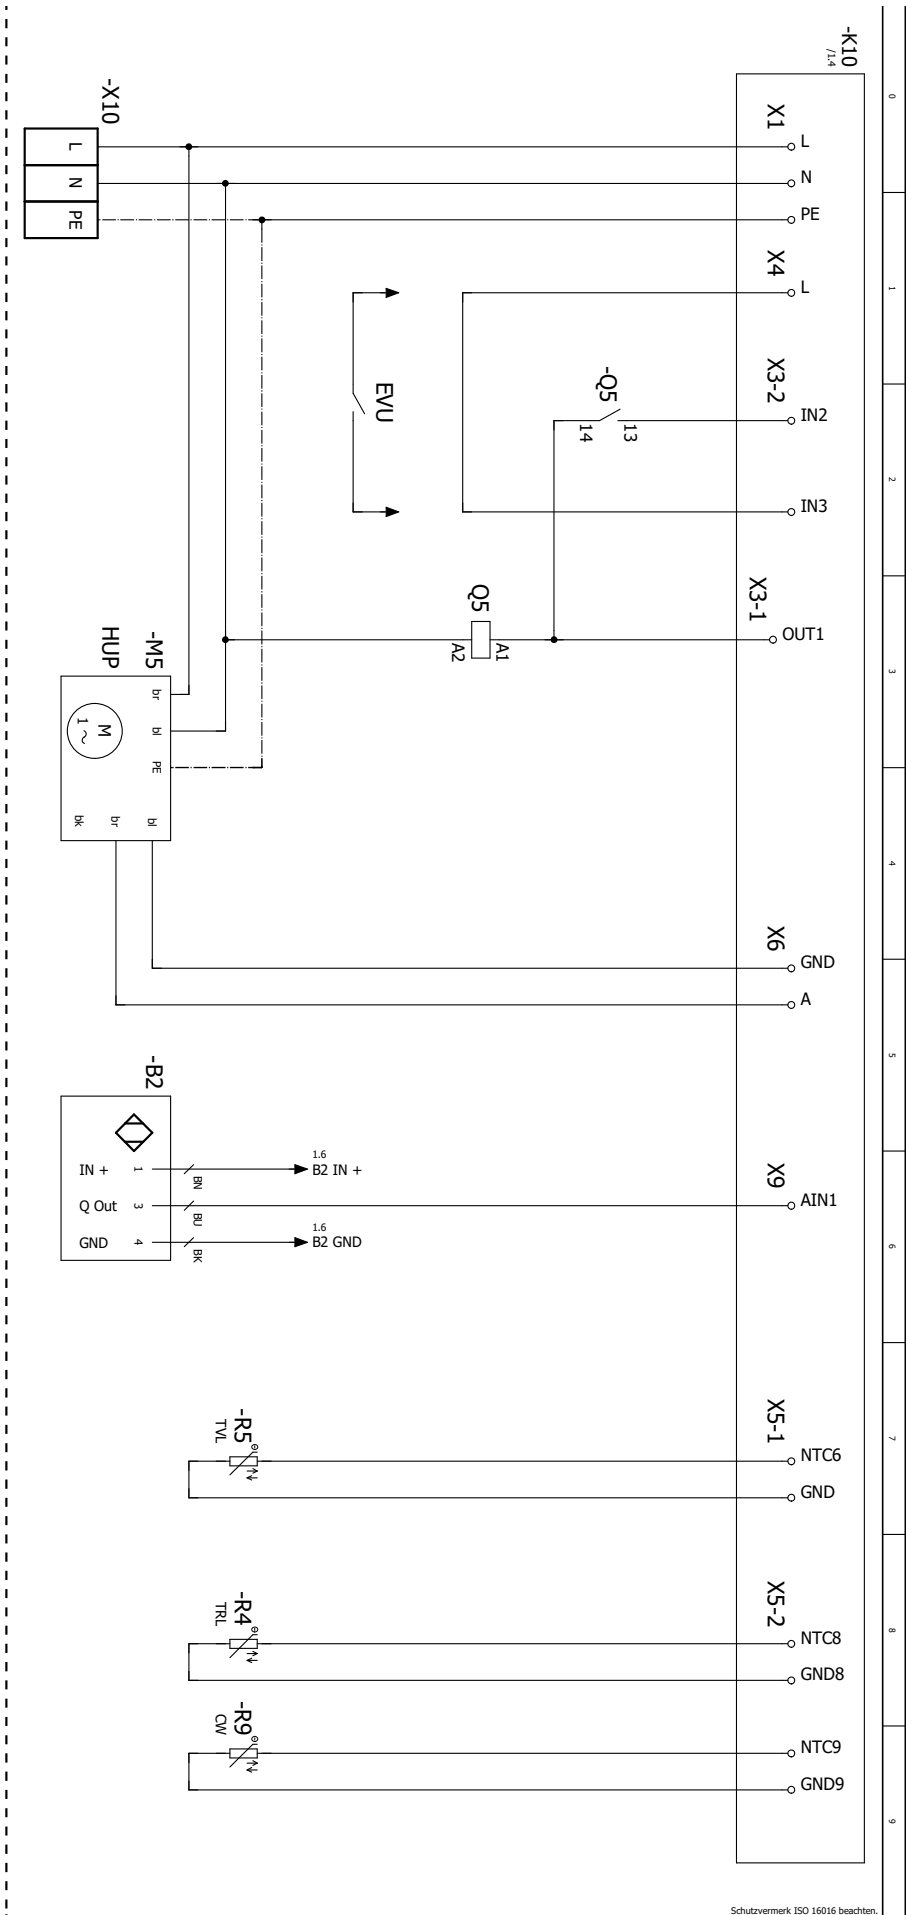 -K10
/1.4
0
1
2
3
4
5
6
7
8
9
-X10
L
N
PE
X1
L
N
PE
X4
L
EVU
X3-2
IN2
-Q5
13
14
IN3
X3-1
OUT1
Q5
A1
A2
-M5
HUP
br
bl
PE
M
1 ~
bk
br
bl
X6
GND
A
-B2
IN +
1
BN
1.6
B2 IN +
Q Out
3
BU
X9
AIN1
GND
4
BK
1.6
B2 GND
X5-1
NTC6
GND
-R5
TVL
ϑ
X5-2
NTC8
GND8
-R4
TRL
ϑ
NTC9
GND9
-R9
CW
ϑ
Schutzvermerk ISO 16016 beachten.